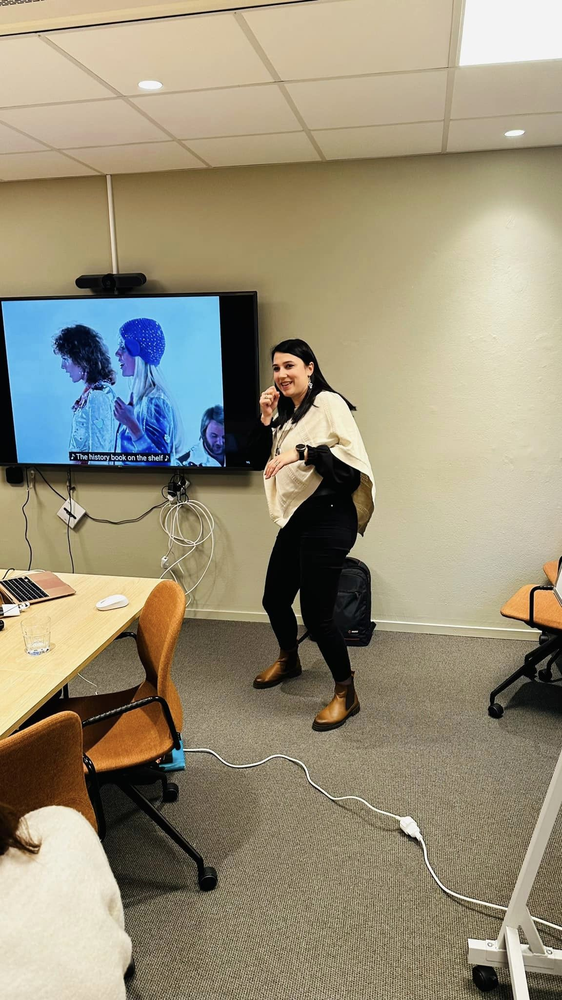 ♪ The history book on the shelf ♪